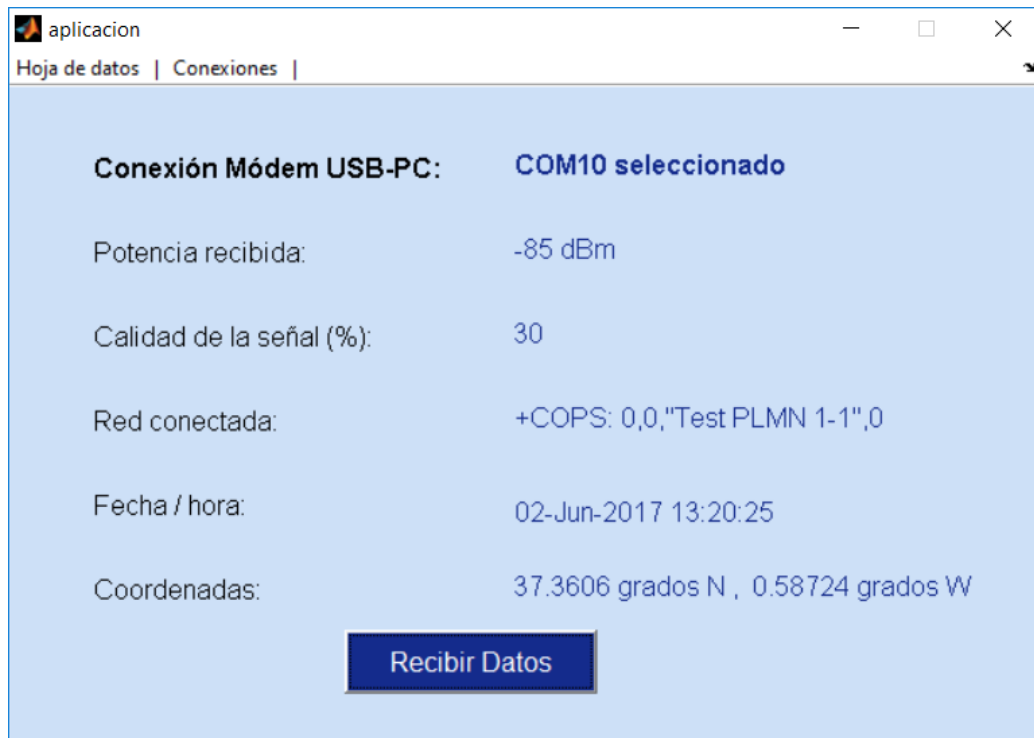 aplicacion
Hoja de datos | Conexiones |
Conexión Módem USB-PC: COM10 seleccionado
Potencia recibida: -85 dBm
Calidad de la señal (%): 30
Red conectada: +COPS: 0,0,"Test PLMN 1-1",0
Fecha / hora: 02-Jun-2017 13:20:25
Coordenadas: 37.3606 grados N , 0.58724 grados W
Recibir Datos